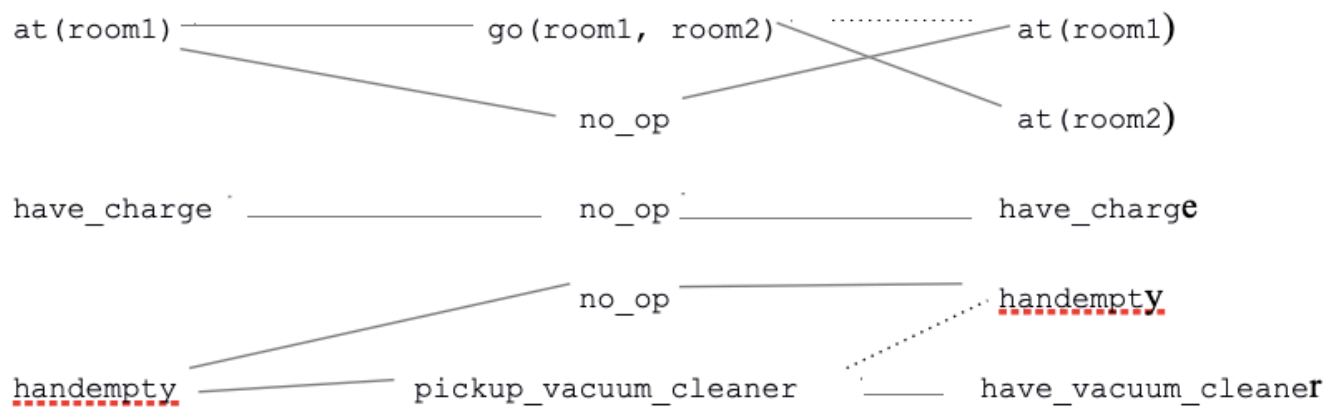 at(room1) go(room1, room2) at(room1)
no_op at(room2)
have_charge no_op have_charge
no_op handempty
handempty pickup_vacuum_cleaner have_vacuum_cleaner